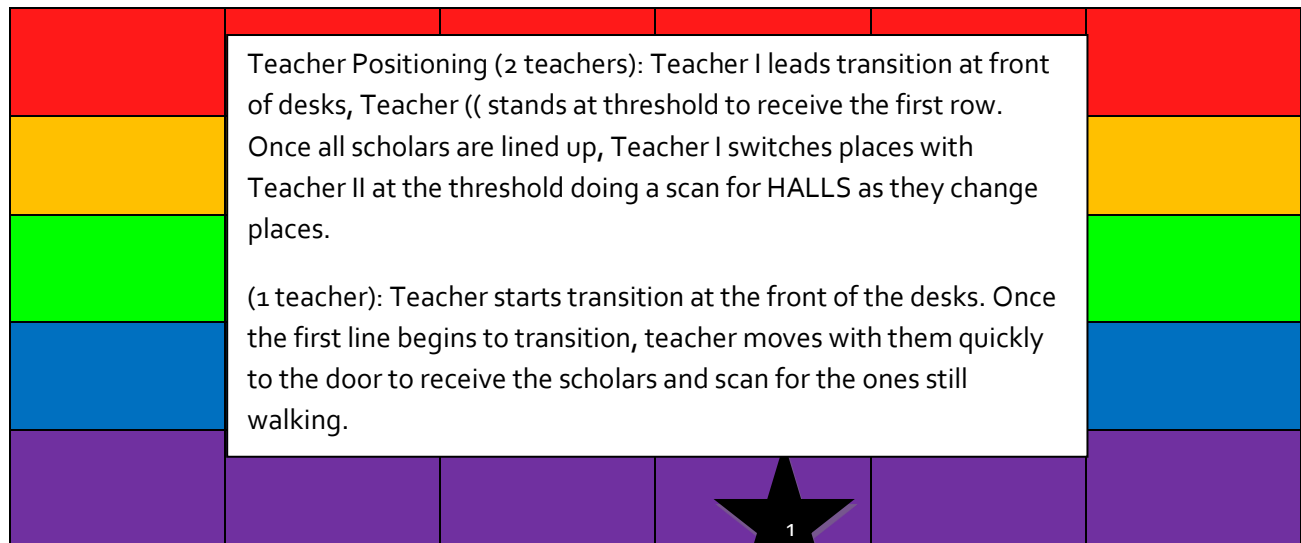 Teacher Positioning (2 teachers): Teacher I leads transition at front
of desks, Teacher (( stands at threshold to receive the first row.
Once all scholars are lined up, Teacher I switches places with
Teacher II at the threshold doing a scan for HALLS as they change
places.
(1 teacher): Teacher starts transition at the front of the desks. Once
the first line begins to transition, teacher moves with them quickly
to the door to receive the scholars and scan for the ones still
walking.
1